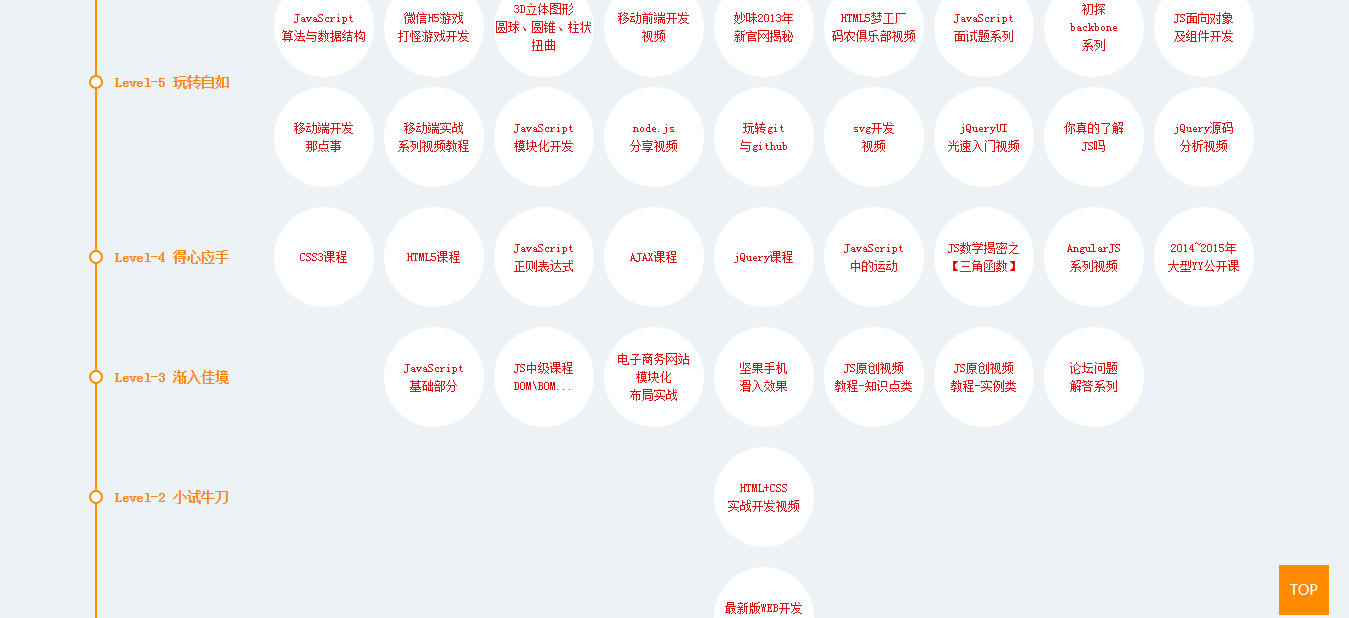 JavaScript
算法与数据结构
微信H5游戏
打怪游戏开发
3D立体图形
圆球、圆锥、柱状
扭曲
移动前端开发
视频
妙味2013年
新官网揭秘
HTML5梦工厂
码农俱乐部视频
JavaScript
面试题系列
初探
backbone
系列
JS面向对象
及组件开发
Level-5 玩转自如
移动端开发
那点事
移动端实战
系列视频教程
JavaScript
模块化开发
node.js
分享视频
玩转git
与github
svg开发
视频
jQueryUI
光速入门视频
你真的了解
JS吗
jQuery源码
分析视频
Level-4 得心应手
CSS3课程
HTML5课程
JavaScript
正则表达式
AJAX课程
jQuery课程
JavaScript
中的运动
JS数学揭密之
【三角函数】
AngularJS
系列视频
2014~2015年
大型YY公开课
Level-3 渐入佳境
JavaScript
基础部分
JS中级课程
DOM\BOM...
电子商务网站
模块化
布局实战
坚果手机
滑入效果
JS原创视频
教程-知识点类
JS原创视频
教程-实例类
论坛问题
解答系列
Level-2 小试牛刀
HTML+CSS
实战开发视频
最新版WEB开发
TOP